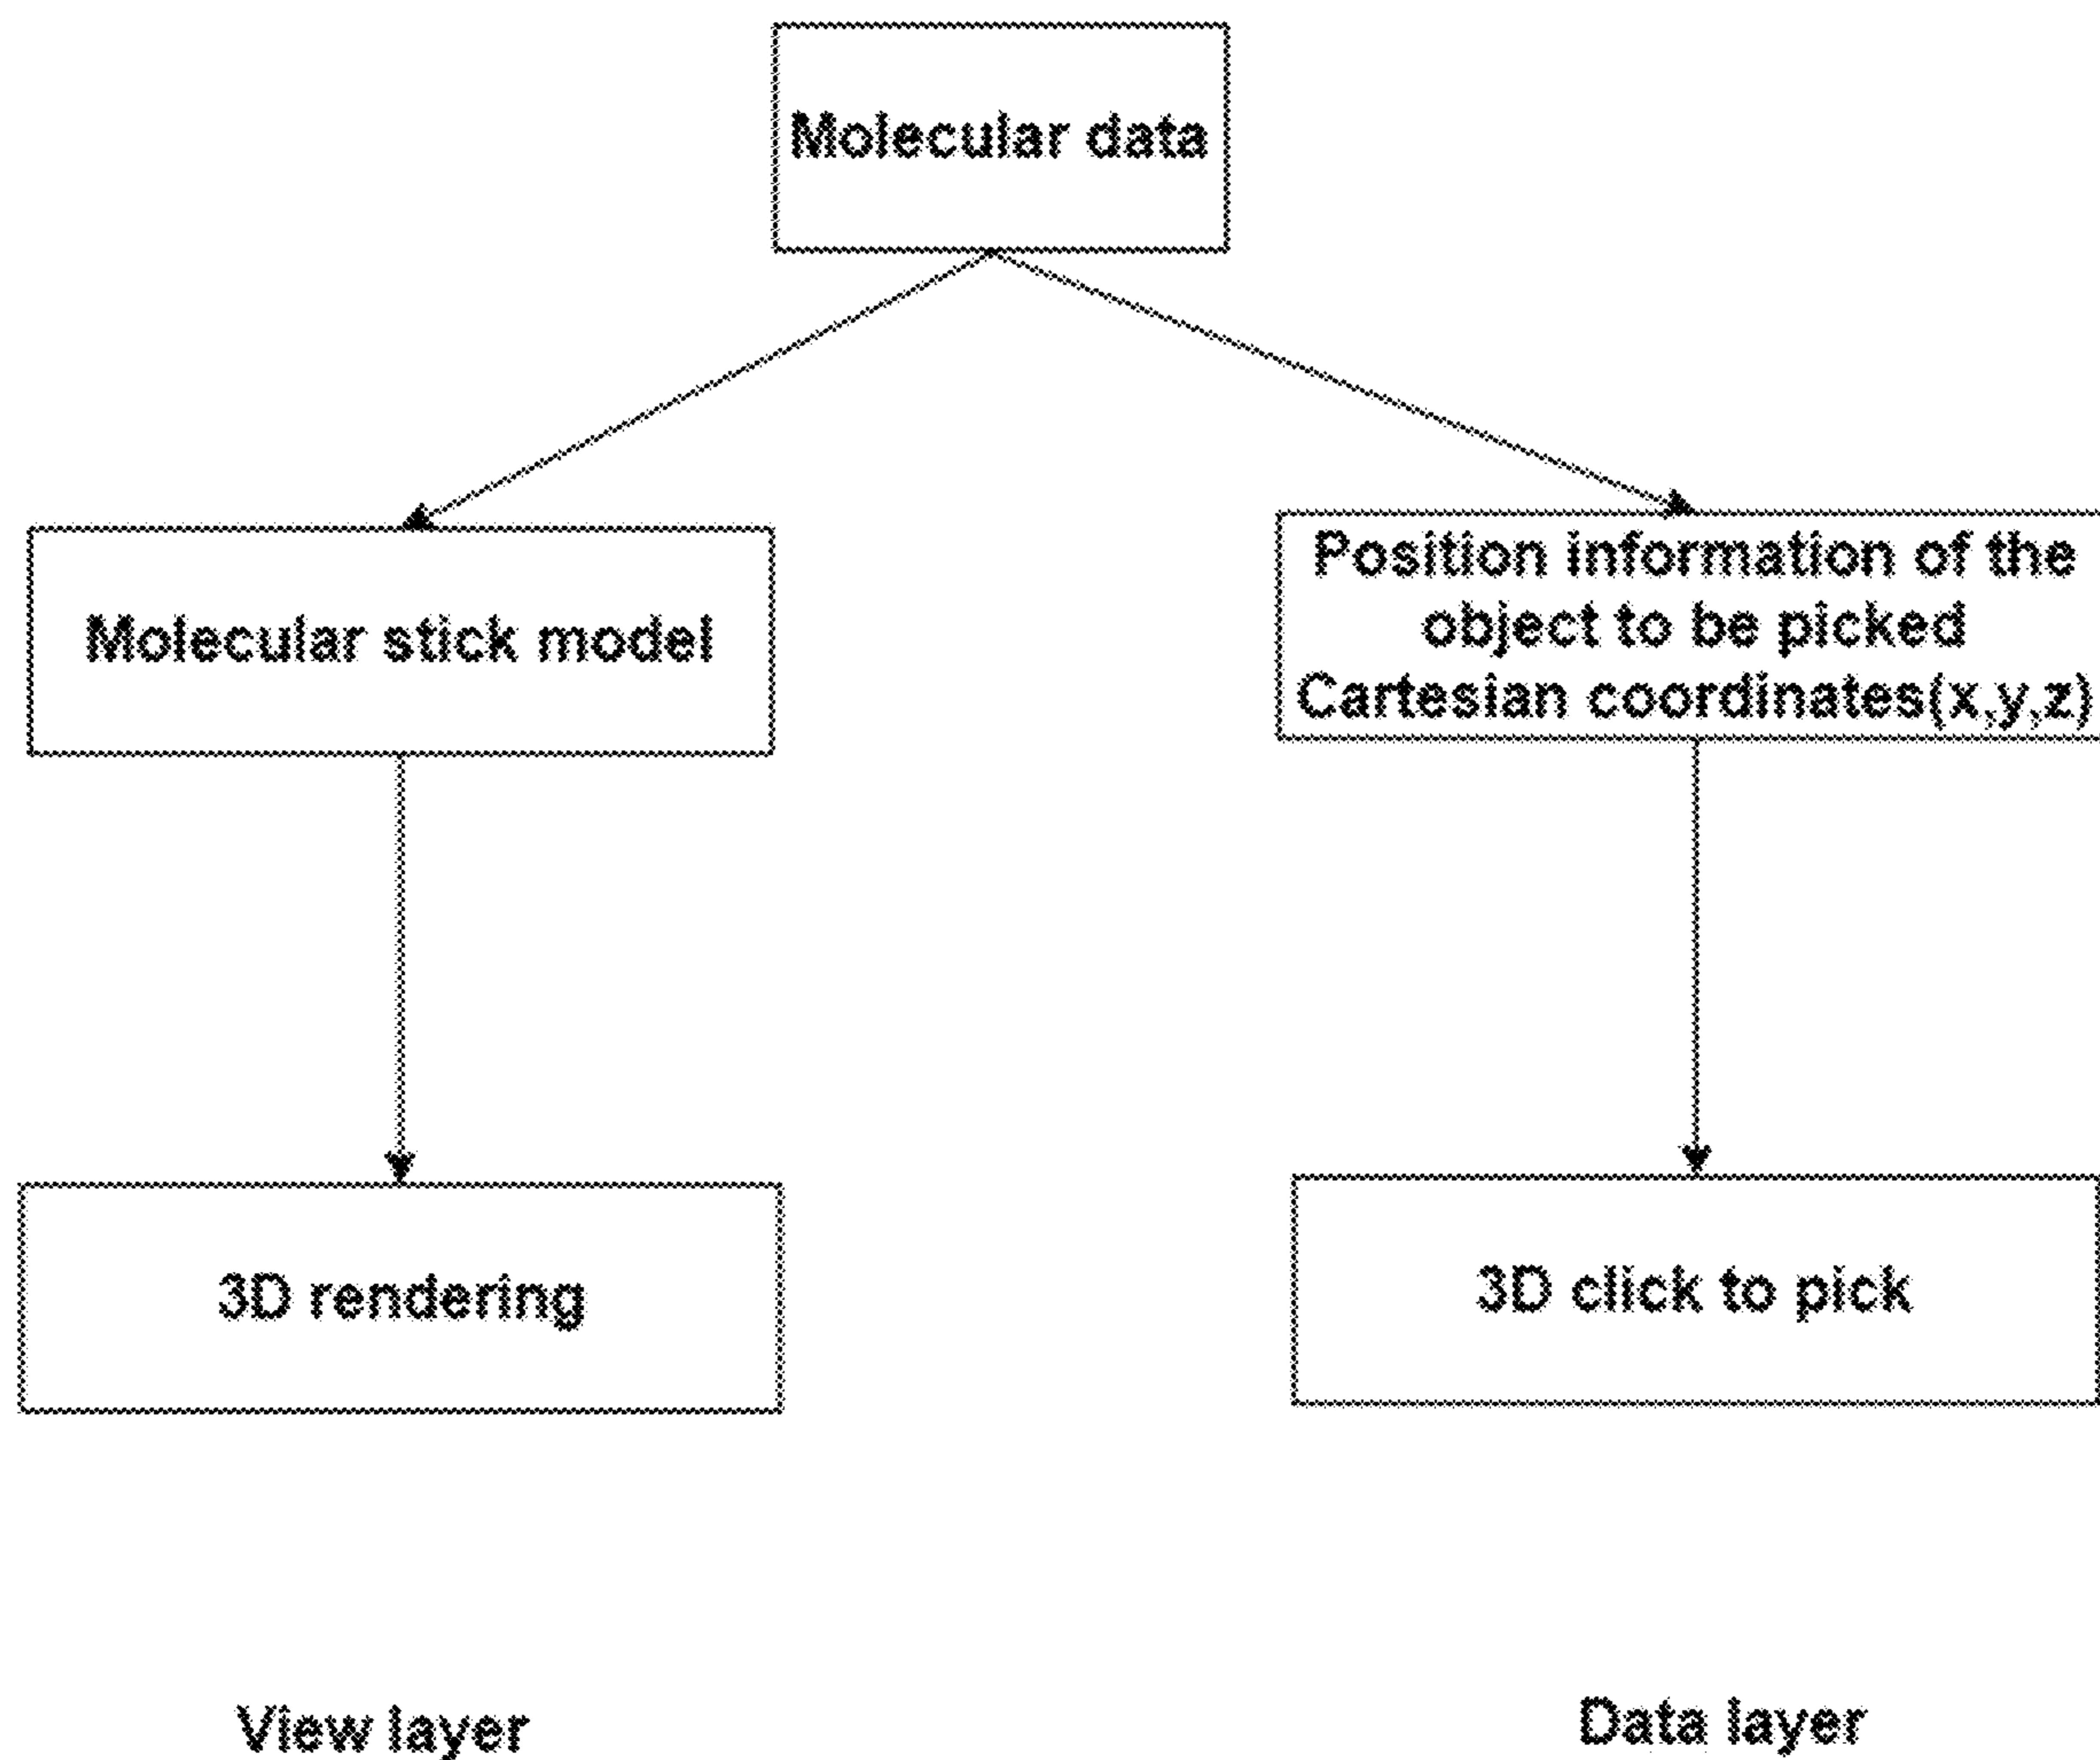 Molecular data
Molecular stick model
Position information of the
object to be picked
Cartesian coordinates(x,y,z)
3D rendering
3D click to pick
View layer
Data layer